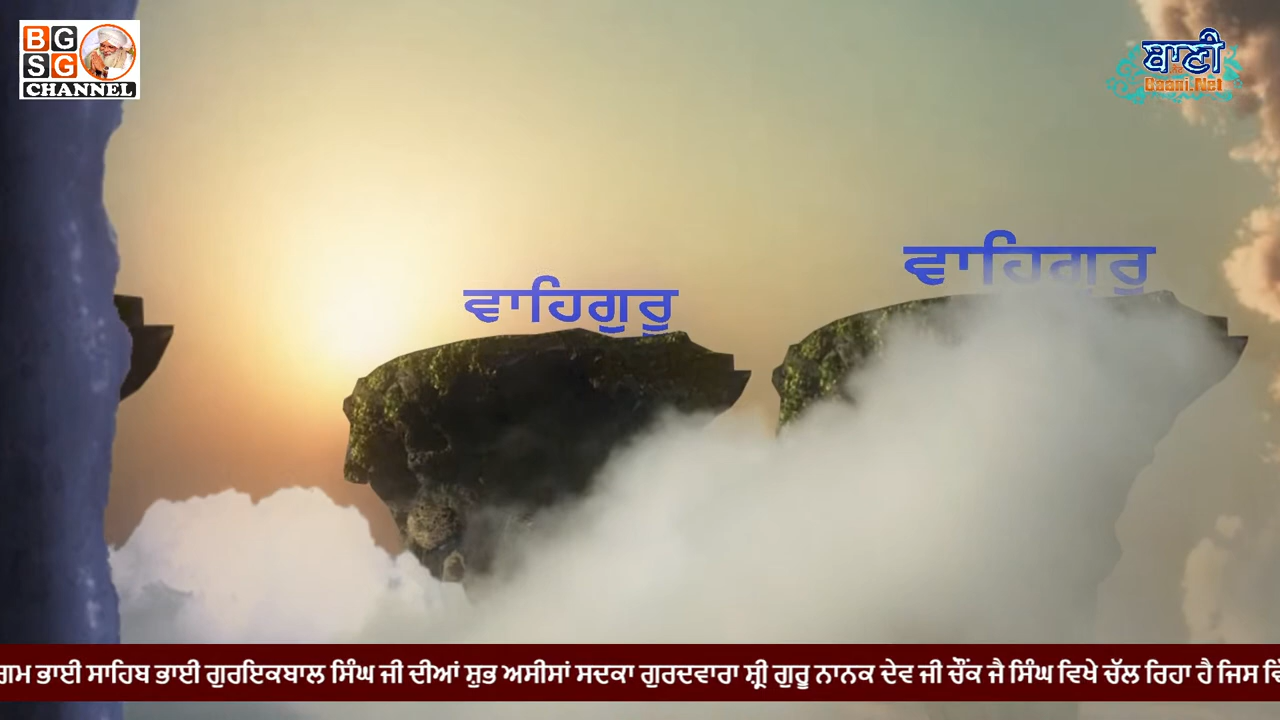 BG
SG
CHANNEL
ਬਾਣੀ
Baani.Net
ਵਾਹਿਗੁਰੂ
ਵਾਹਿਗੁਰੂ
ਭਾਈ ਸਾਹਿਬ ਭਾਈ ਗੁਰਇਕਬਾਲ ਸਿੰਘ ਜੀ ਦੀਆਂ ਸ਼ੁਭ ਅਸੀਸਾਂ ਸਦਕਾ ਗੁਰਦਵਾਰਾ ਸ਼੍ਰੀ ਗੁਰੂ ਨਾਨਕ ਦੇਵ ਜੀ ਚੌਂਕ ਜੈ ਸਿੰਘ ਵਿਖੇ ਚੱਲ ਰਿਹਾ ਹੈ ਜਿਸ